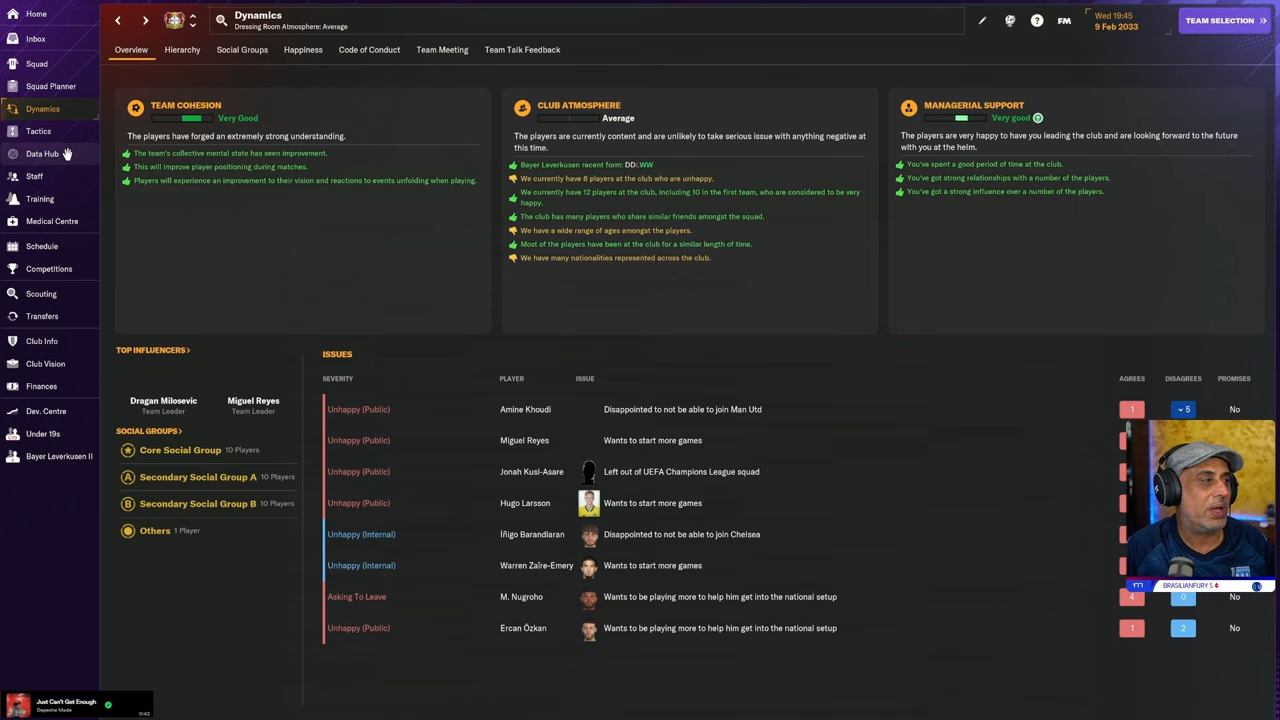 Home
Inbox
Squad
Squad Planner
Dynamics
Tactics
Data Hub
Staff
Training
Medical Centre
Schedule
Competitions
Scouting
Transfers
Club Info
Club Vision
Finances
Dev. Centre
Under 19s
Bayer Leverkusen II
Dynamics
Dressing Room Atmosphere: Average
FM
Wed 19:45
9 Feb 2033
TEAM SELECTION
Overview
Hierarchy
Social Groups
Happiness
Code of Conduct
Team Meeting
Team Talk Feedback
TEAM COHESION
Very Good
The players have forged an extremely strong understanding.
The team's collective mental state has seen improvement.
This will improve player positioning during matches.
Players will experience an improvement to their vision and reactions to events unfolding when playing.
CLUB ATMOSPHERE
Average
The players are currently content and are unlikely to take serious issue with anything negative at
this time.
Bayer Leverkusen recent form: DDLWW
We currently have 8 players at the club who are unhappy.
We currently have 12 players at the club, including 10 in the first team, who are considered to be very
happy.
The club has many players who share similar friends amongst the squad.
We have a wide range of ages amongst the players.
Most of the players have been at the club for a similar length of time.
We have many nationalities represented across the club.
MANAGERIAL SUPPORT
Very good
The players are very happy to have you leading the club and are looking forward to the future
with you at the helm.
You've spent a good period of time at the club.
You've got strong relationships with a number of the players.
You've got a strong influence over a number of the players.
TOP INFLUENCERS>
Dragan Milosevic
Team Leader
Miguel Reyes
Team Leader
SOCIAL GROUPS>
Core Social Group 10 Players
A Secondary Social Group A 10 Players
B Secondary Social Group B 10 Players
Others 1 Player
ISSUES
SEVERITY PLAYER ISSUE AGREES DISAGREES PROMISES
Unhappy (Public) Amine Khoudi Disappointed to not be able to join Man Utd 1 5 No
Unhappy (Public) Miguel Reyes Wants to start more games
Unhappy (Public) Jonah Kusi-Asare Left out of UEFA Champions League squad
Unhappy (Public) Hugo Larsson Wants to start more games
Unhappy (Internal) Íñigo Barandiaran Disappointed to not be able to join Chelsea
Unhappy (Internal) Warren Zaïre-Emery Wants to start more games
Asking To Leave M. Nugroho Wants to be playing more to help him get into the national setup 4 0 No
Unhappy (Public) Ercan Özkan Wants to be playing more to help him get into the national setup 1 2 No
BRASILIANFURY S
Just Can't Get Enough
Depeche Mode